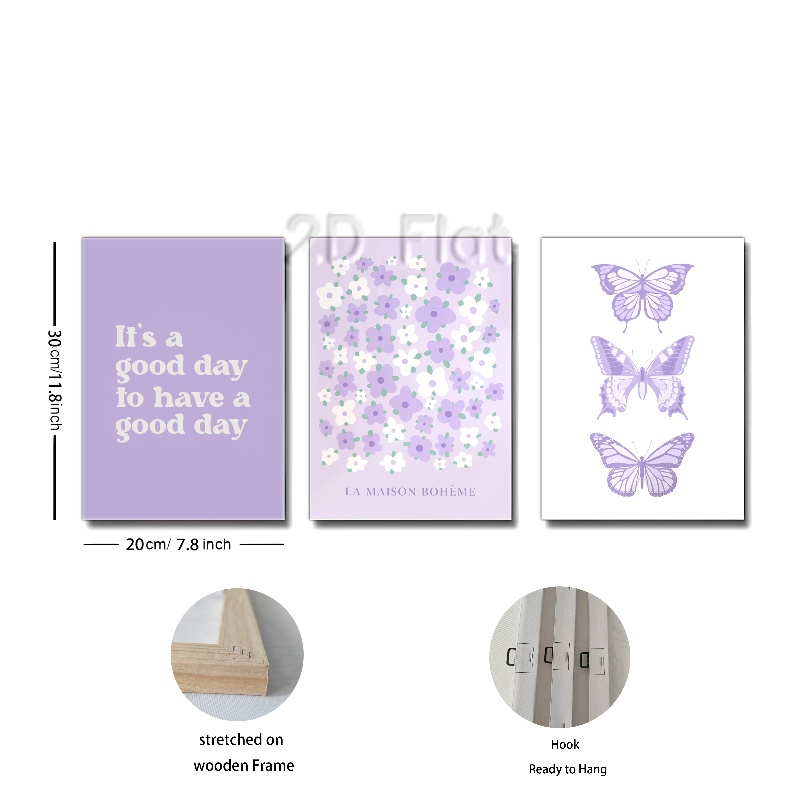 2D Flat
It's a
good day
to have a
good day
LA MAISON BOHÈME
30cm/11.8inch
20cm/ 7.8 inch
stretched on
wooden Frame
Hook
Ready to Hang